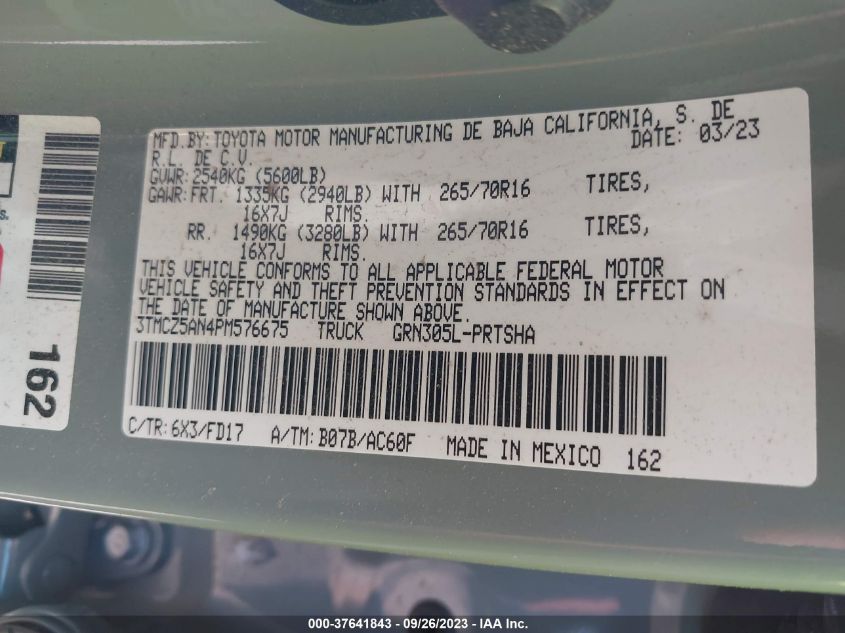 MFD.BY:TOYOTA MOTOR MANUFACTURING DE BAJA CALIFORNIA, S. DE
R.L. DE C.V. DATE: 03/23
GVWR:2540KG (5600LB)
GAWR:FRT. 1335KG (2940LB) WITH 265/70R16 TIRES,
16X7J RIMS.
RR. 1490KG (3280LB) WITH 265/70R16 TIRES,
16X7J RIMS.
THIS VEHICLE CONFORMS TO ALL APPLICABLE FEDERAL MOTOR
VEHICLE SAFETY AND THEFT PREVENTION STANDARDS IN EFFECT ON
THE DATE OF MANUFACTURE SHOWN ABOVE.
3TMCZ5AN4PM576675 TRUCK GRN305L-PRTSHA
C/TR:6X3/FD17 A/TM:B07B/AC60F MADE IN MEXICO 162
162
000-37641843 - 09/26/2023 - IAA Inc.